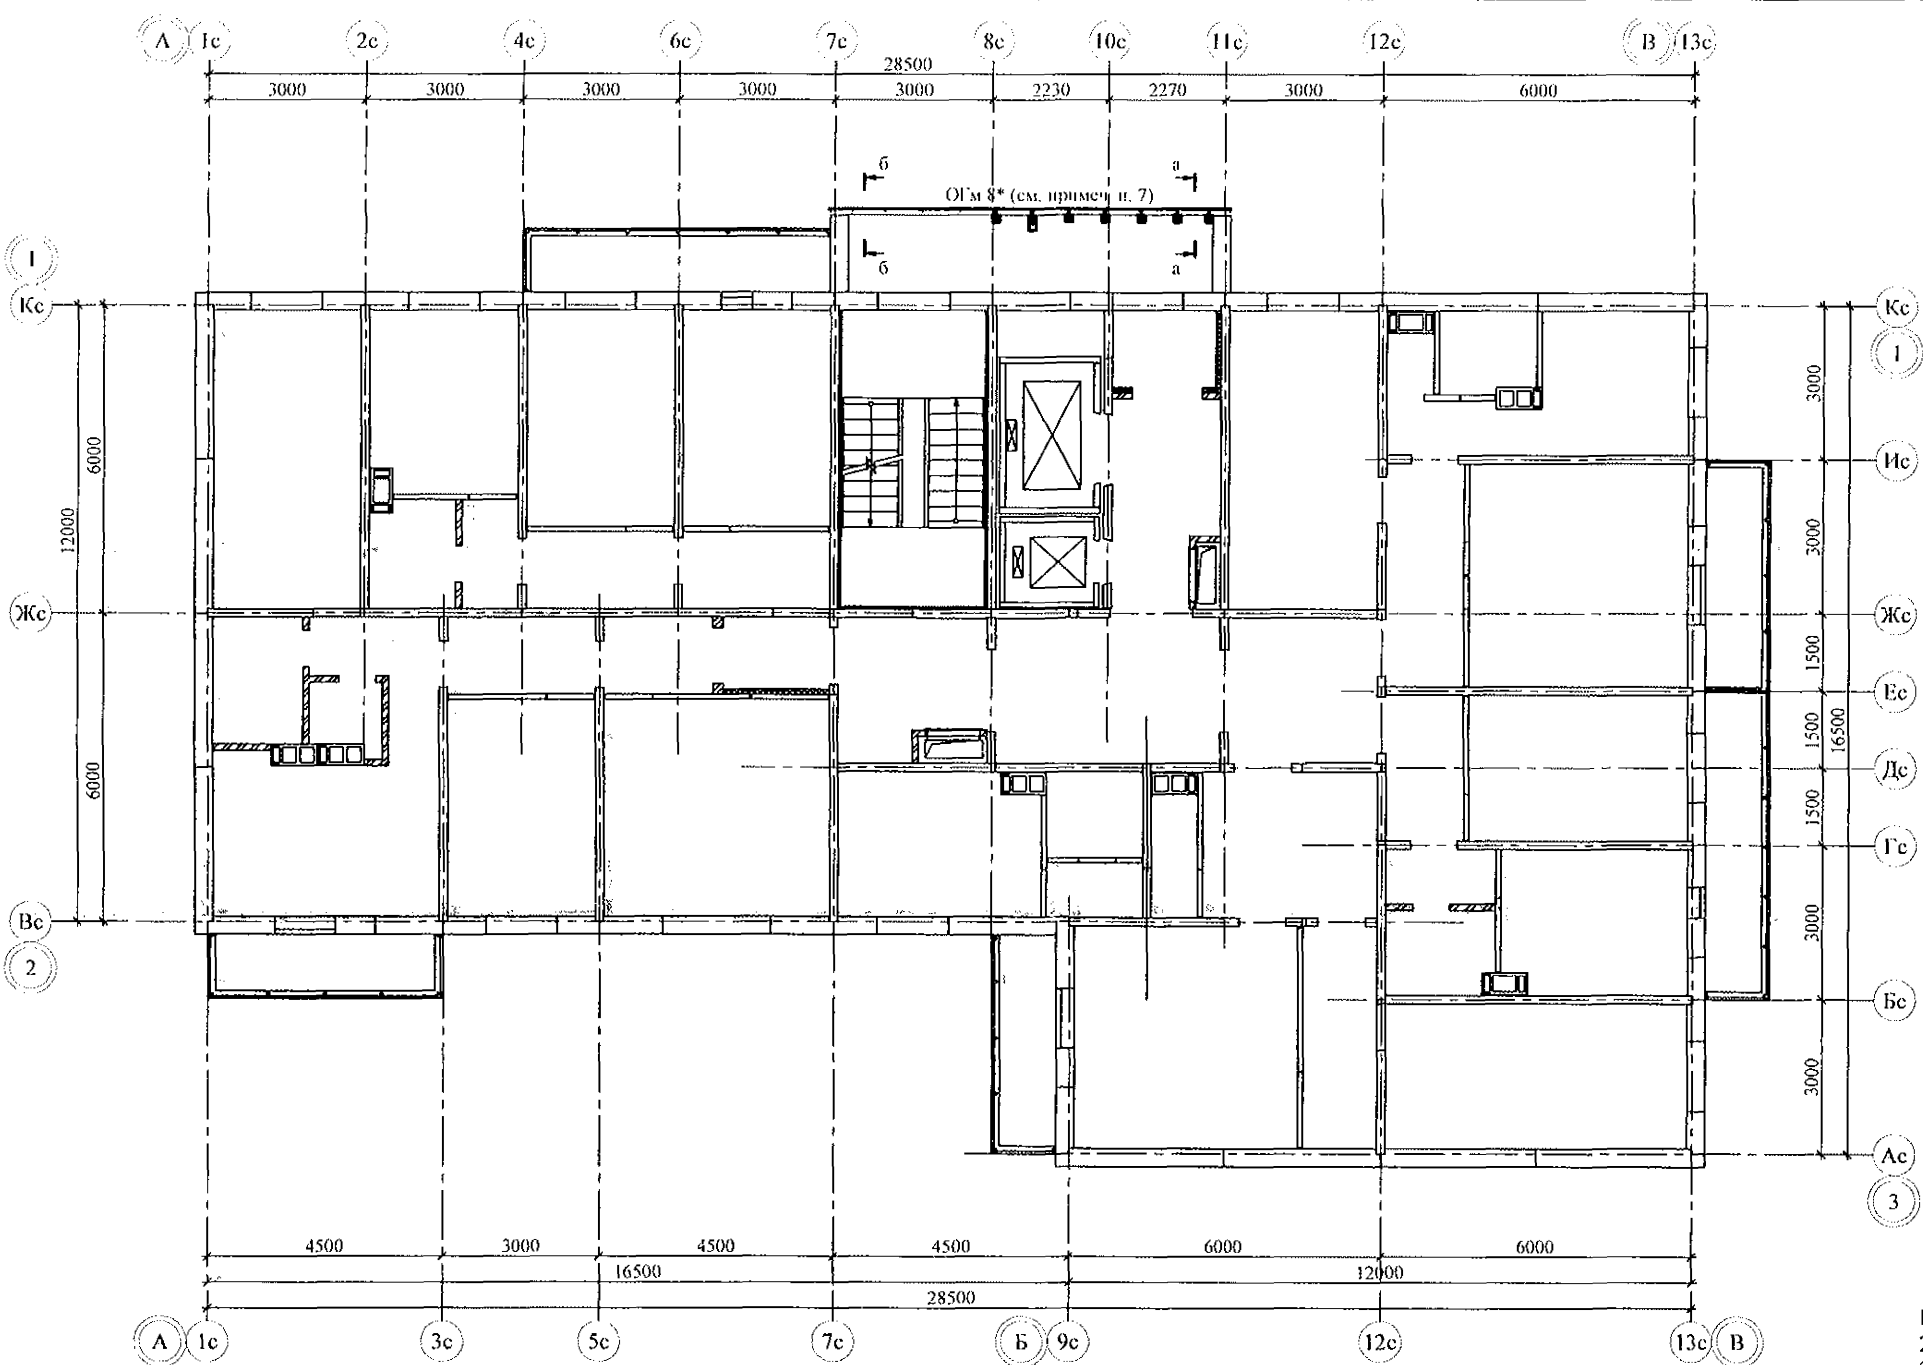 А 1с 2с 4с 6с 7с 8с 10с 11с 12с В 13с
28500
3000 3000 3000 3000 3000 2230 2270 3000 6000
б а
ОГм 8* (см. примеч. п. 7)
б а
1
Кс Кс
1
3000
6000
Ис
12000
3000
Жс Жс
1500
Ес
1500
16500
6000
Дс
1500
Гс
Вс
3000
2
Бс
3000
Ас
3
4500 3000 4500 4500 6000 6000
16500 12000
28500
А 1с 3с 5с 7с Б 9с 12с 13с В